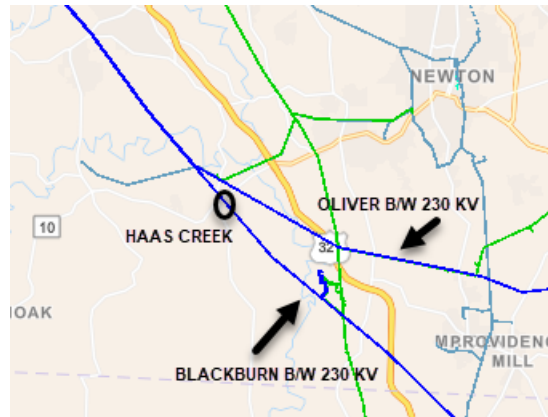 NEWTON
OLIVER B/W 230 KV
10
HAAS CREEK
32
OAK
MPROVIDENC
MILL
BLACKBURN B/W 230 KV